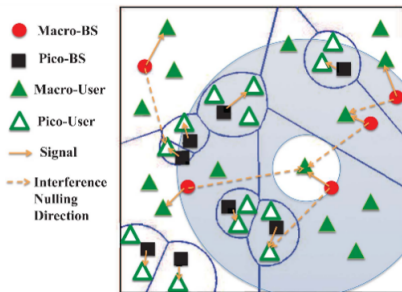 Macro-BS
Pico-BS
Macro-User
Pico-User
Signal
Interference
Nulling
Direction